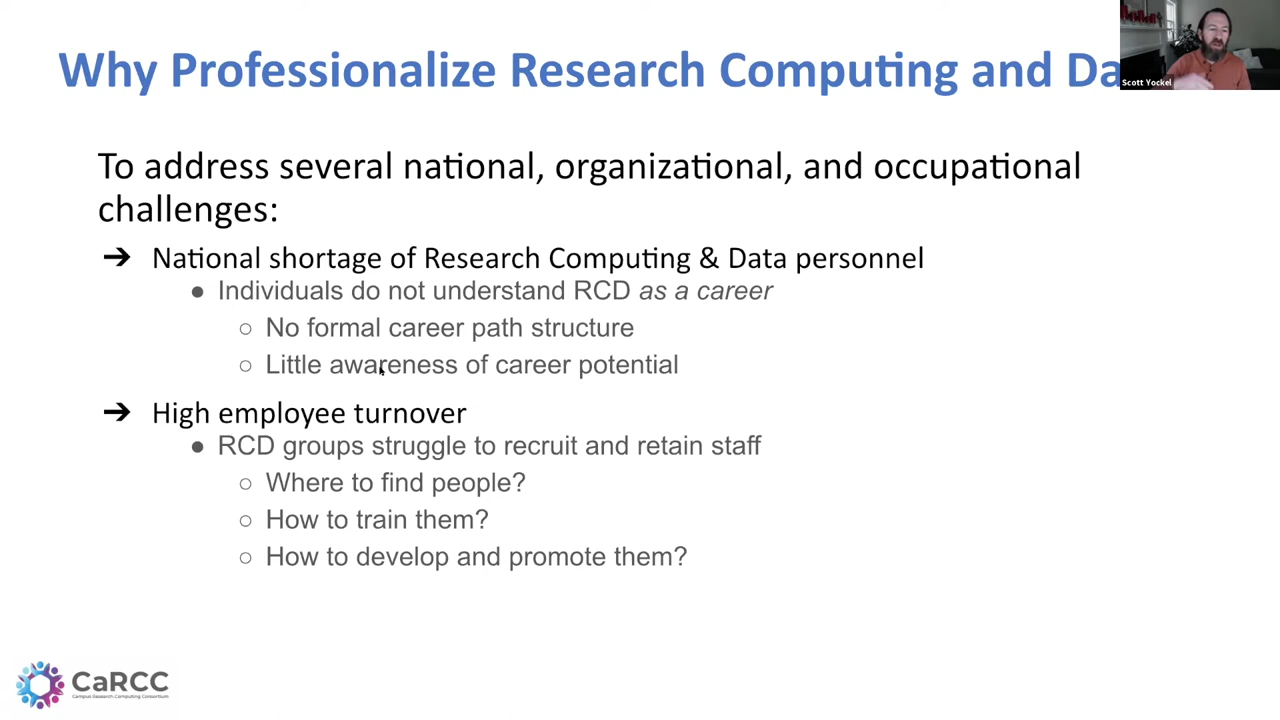 Why Professionalize Research Computing and Da
Scott Yockel
To address several national, organizational, and occupational
challenges:
➔ National shortage of Research Computing & Data personnel
● Individuals do not understand RCD as a career
○ No formal career path structure
○ Little awareness of career potential
➔ High employee turnover
● RCD groups struggle to recruit and retain staff
○ Where to find people?
○ How to train them?
○ How to develop and promote them?
CaRCC
Campus Research Computing Consortium